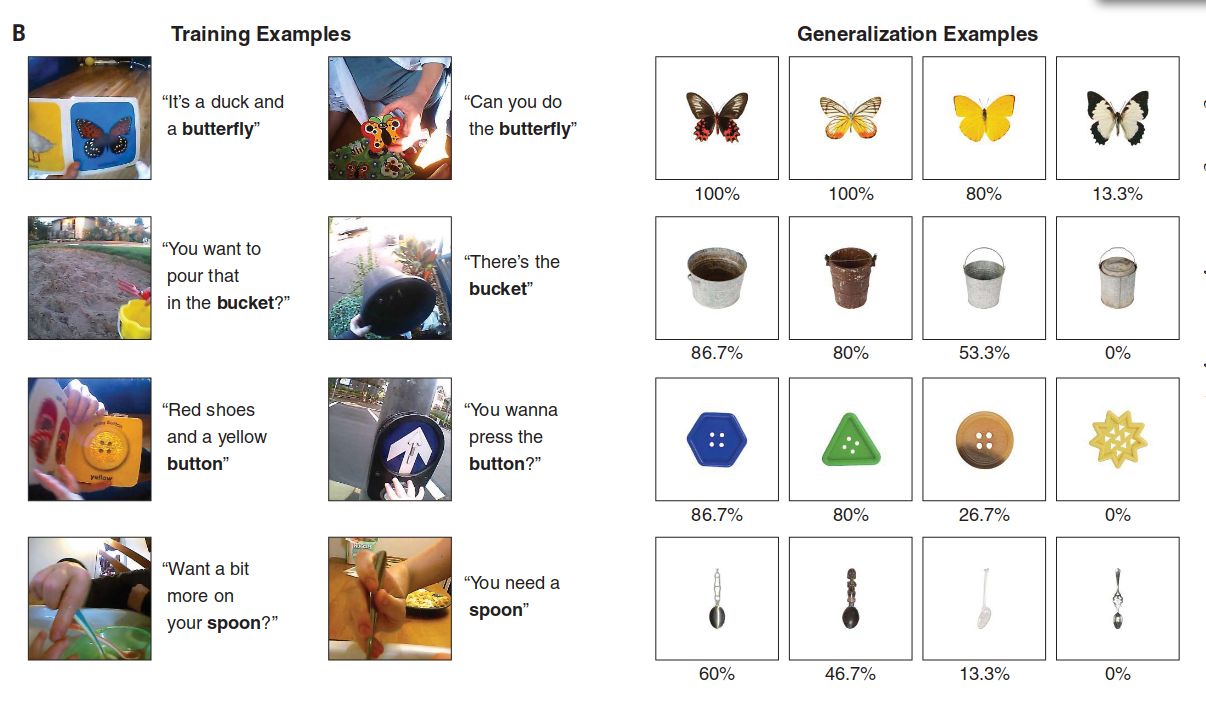 B
Training Examples
Generalization Examples
“It’s a duck and
a butterfly”
“Can you do
the butterfly”
100%
100%
80%
13.3%
“You want to
pour that
in the bucket?”
“There’s the
bucket”
86.7%
80%
53.3%
0%
“Red shoes
and a yellow
button”
yellow
“You wanna
press the
button?”
86.7%
80%
26.7%
0%
“Want a bit
more on
your spoon?”
“You need a
spoon”
60%
46.7%
13.3%
0%